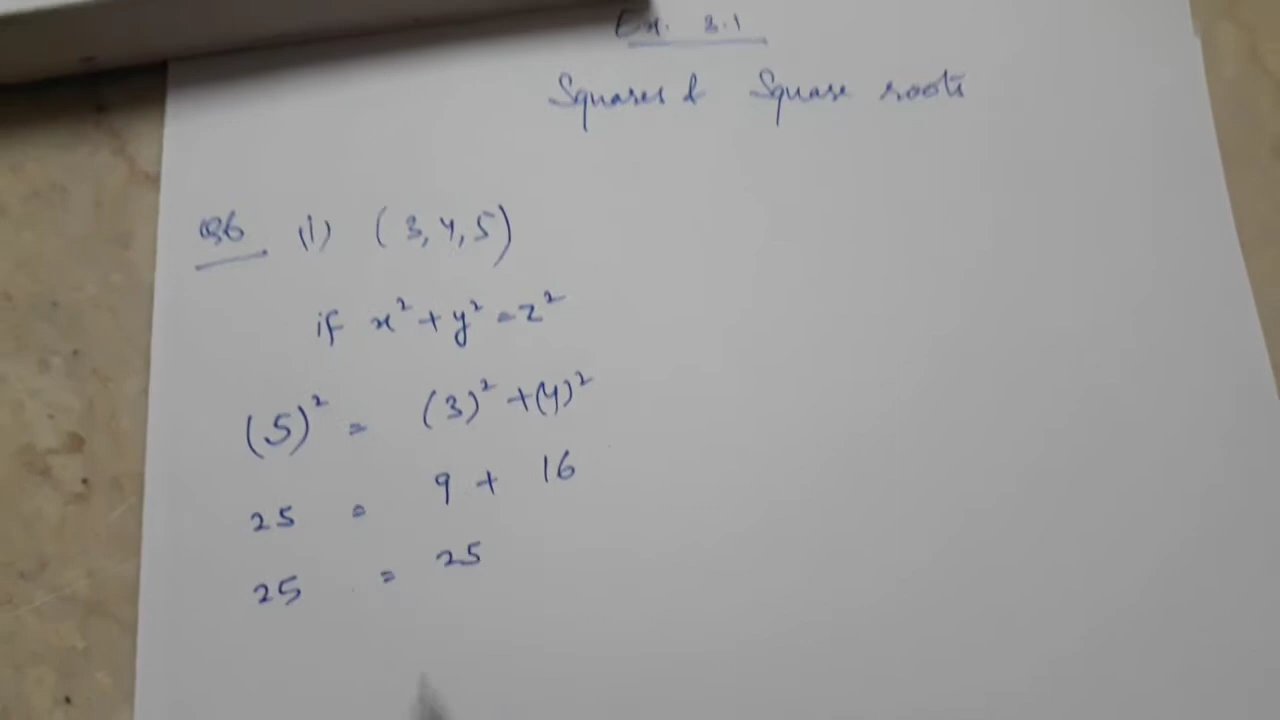 Ex. 3.1
Squares & Square roots
Q6 (i) (3,4,5)
if x² + y² = z²
(5)² = (3)² + (4)²
25 = 9 + 16
25 = 25